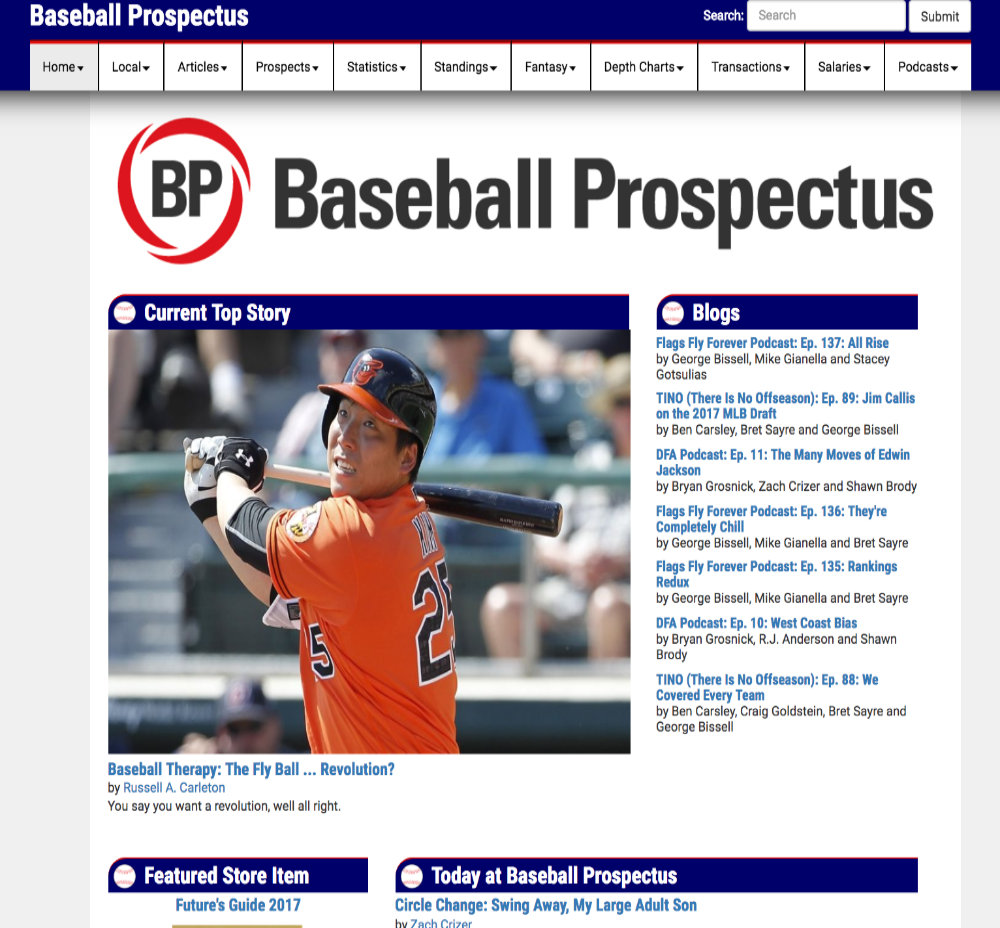 Baseball Prospectus
Search:
Search
Submit
Home
Local
Articles
Prospects
Statistics
Standings
Fantasy
Depth Charts
Transactions
Salaries
Podcasts
BP Baseball Prospectus
Current Top Story
25
5
Baseball Therapy: The Fly Ball ... Revolution?
by Russell A. Carleton
You say you want a revolution, well all right.
Blogs
Flags Fly Forever Podcast: Ep. 137: All Rise
by George Bissell, Mike Gianella and Stacey
Gotsulias
TINO (There Is No Offseason): Ep. 89: Jim Callis
on the 2017 MLB Draft
by Ben Carsley, Bret Sayre and George Bissell
DFA Podcast: Ep. 11: The Many Moves of Edwin
Jackson
by Bryan Grosnick, Zach Crizer and Shawn Brody
Flags Fly Forever Podcast: Ep. 136: They're
Completely Chill
by George Bissell, Mike Gianella and Bret Sayre
Flags Fly Forever Podcast: Ep. 135: Rankings
Redux
by George Bissell, Mike Gianella and Bret Sayre
DFA Podcast: Ep. 10: West Coast Bias
by Bryan Grosnick, R.J. Anderson and Shawn
Brody
TINO (There Is No Offseason): Ep. 88: We
Covered Every Team
by Ben Carsley, Craig Goldstein, Bret Sayre and
George Bissell
Featured Store Item
Future's Guide 2017
Today at Baseball Prospectus
Circle Change: Swing Away, My Large Adult Son
by Zach Crizer